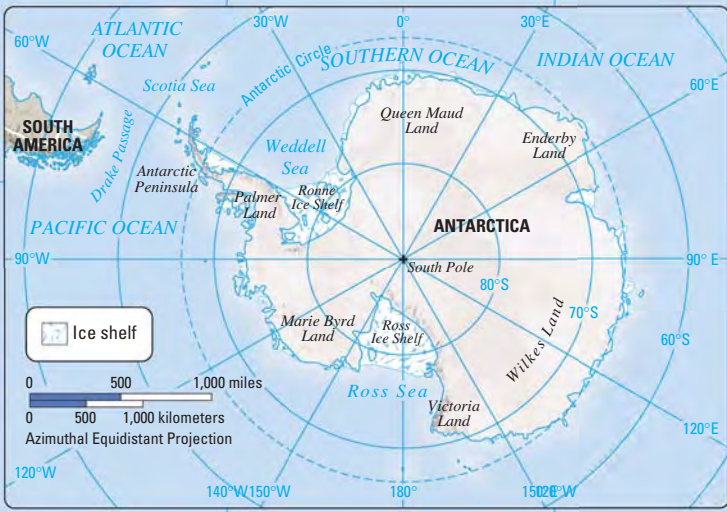 30°W
0°
30°E
60°W
ATLANTIC
OCEAN
Antarctic Circle
SOUTHERN OCEAN
INDIAN OCEAN
60°E
Scotia Sea
SOUTH
AMERICA
Drake Passage
Weddell
Sea
Queen Maud
Land
Enderby
Land
Antarctic
Peninsula
Palmer
Land
Ronne
Ice Shelf
PACIFIC OCEAN
ANTARCTICA
90°W
South Pole
90° E
80°S
70°S
60°S
Ice shelf
Marie Byrd
Land
Ross
Ice Shelf
Wilkes Land
0 500 1,000 miles
0 500 1,000 kilometers
Azimuthal Equidistant Projection
Ross Sea
Victoria
Land
120°E
120°W
140°W
150°W
180°